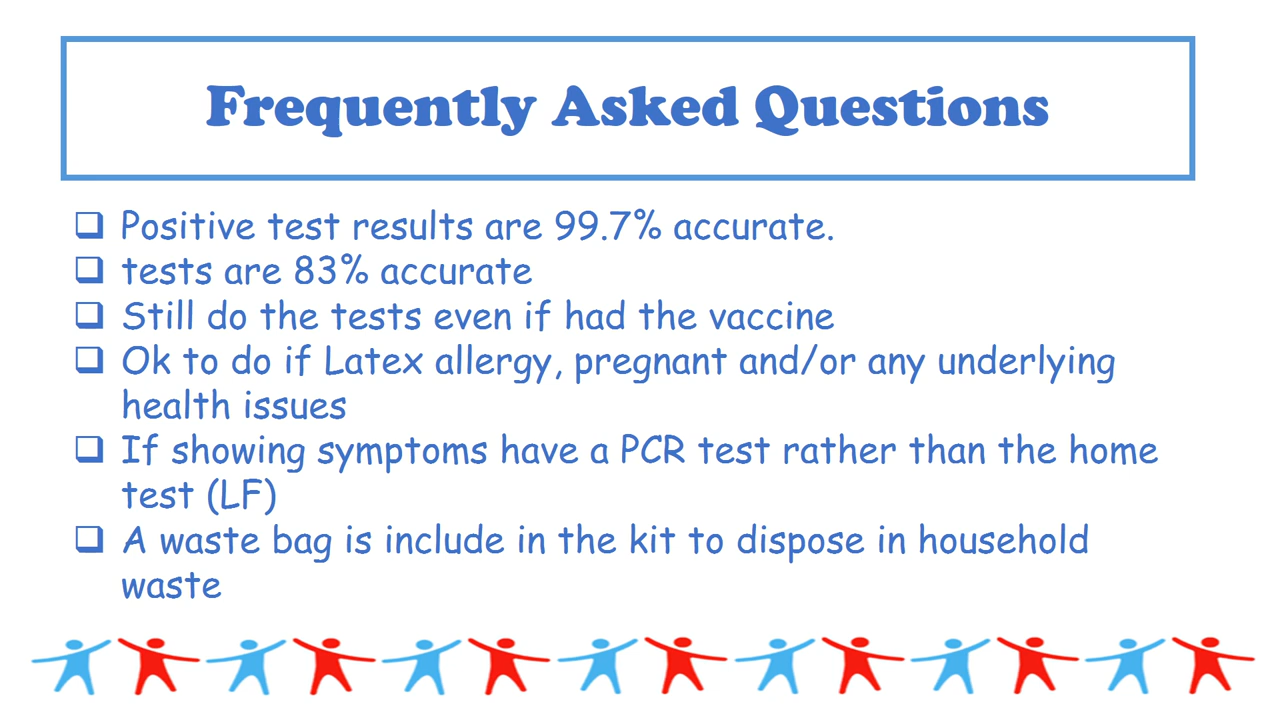 Frequently Asked Questions
❑ Positive test results are 99.7% accurate.
❑ tests are 83% accurate
❑ Still do the tests even if had the vaccine
❑ Ok to do if Latex allergy, pregnant and/or any underlying
health issues
❑ If showing symptoms have a PCR test rather than the home
test (LF)
❑ A waste bag is include in the kit to dispose in household
waste